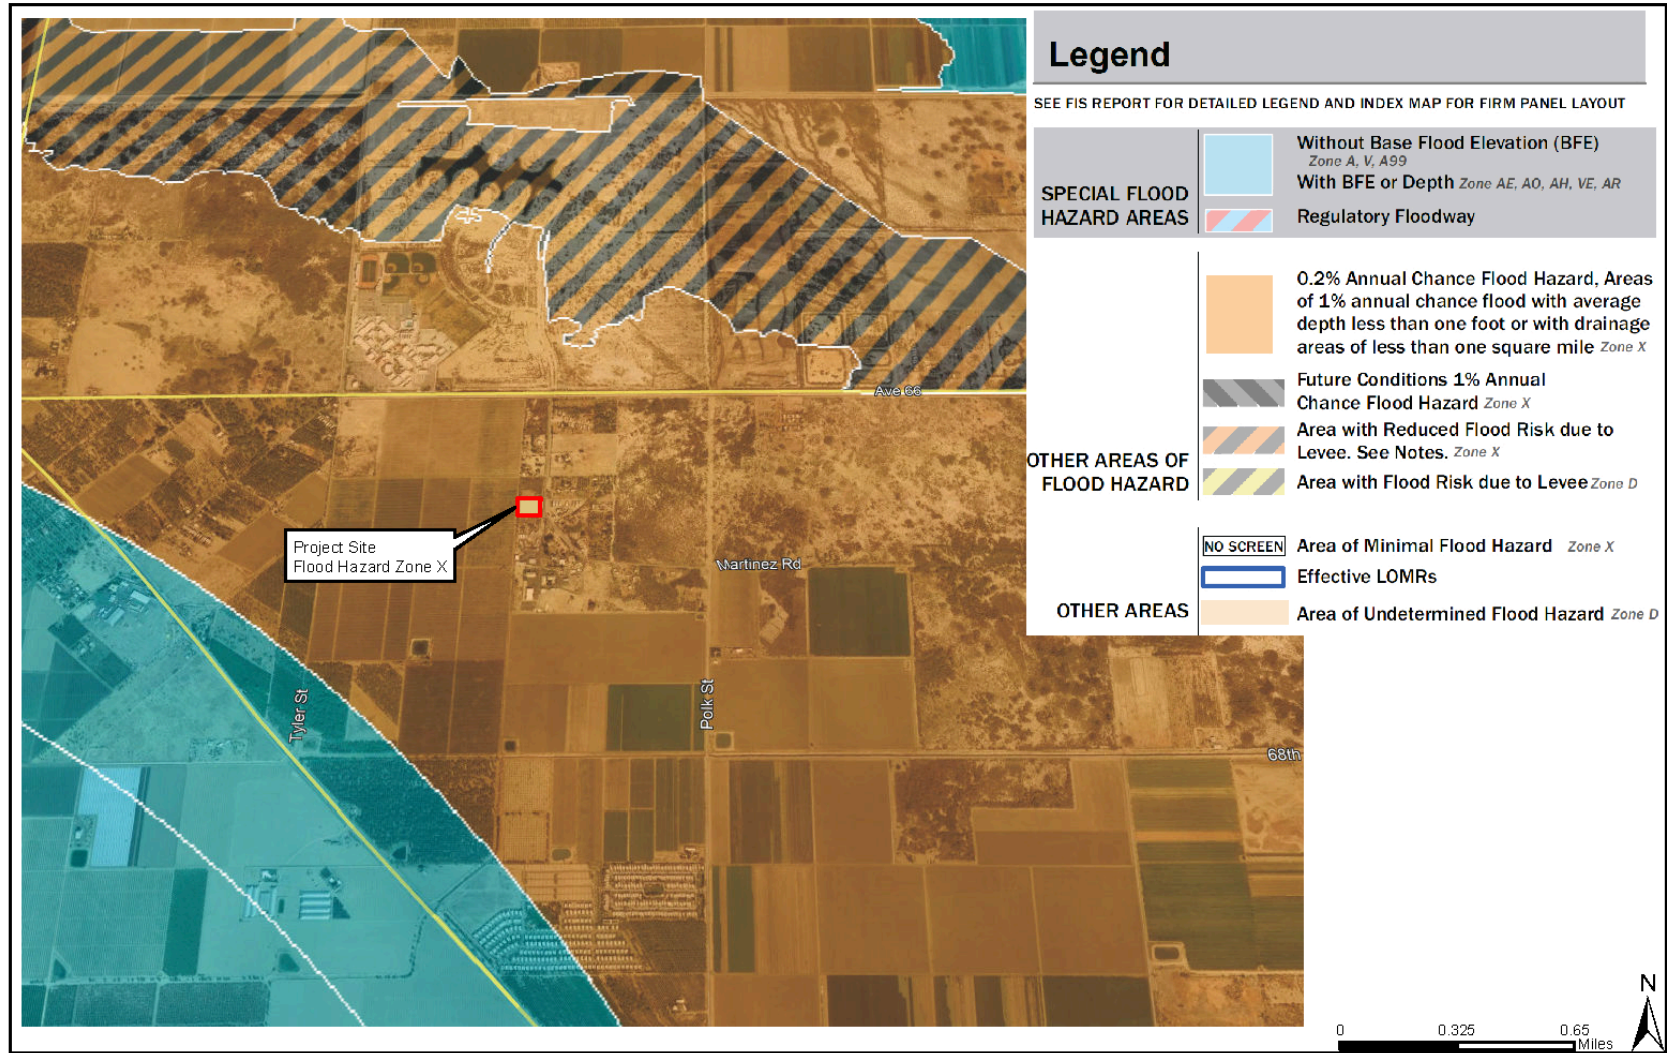 Legend
SEE FIS REPORT FOR DETAILED LEGEND AND INDEX MAP FOR FIRM PANEL LAYOUT
SPECIAL FLOOD
HAZARD AREAS
Without Base Flood Elevation (BFE)
Zone A, V, A99
With BFE or Depth Zone AE, AO, AH, VE, AR
Regulatory Floodway
OTHER AREAS OF
FLOOD HAZARD
0.2% Annual Chance Flood Hazard, Areas
of 1% annual chance flood with average
depth less than one foot or with drainage
areas of less than one square mile Zone X
Future Conditions 1% Annual
Chance Flood Hazard Zone X
Area with Reduced Flood Risk due to
Levee. See Notes. Zone X
Area with Flood Risk due to Levee Zone D
OTHER AREAS
NO SCREEN Area of Minimal Flood Hazard Zone X
Effective LOMRs
Area of Undetermined Flood Hazard Zone D
Ave 66
Project Site
Flood Hazard Zone X
Martinez Rd
Tyler St
Polk St
68th
N
0 0.325 0.65
Miles